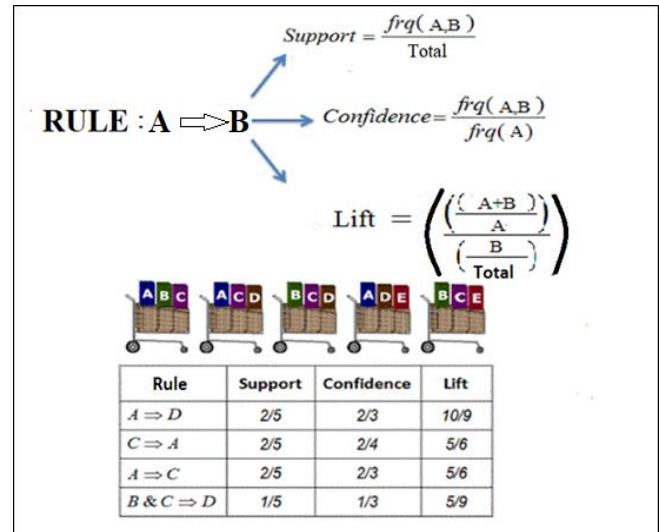 Support = frq( A,B ) / Total
RULE : A ⇒ B
Confidence = frq( A,B ) / frq( A )
Lift = ( ( ( A+B ) / A ) / ( B / Total ) )
A B C A C D B C D A D E B C E
Rule Support Confidence Lift
A ⇒ D 2/5 2/3 10/9
C ⇒ A 2/5 2/4 5/6
A ⇒ C 2/5 2/3 5/6
B & C ⇒ D 1/5 1/3 5/9